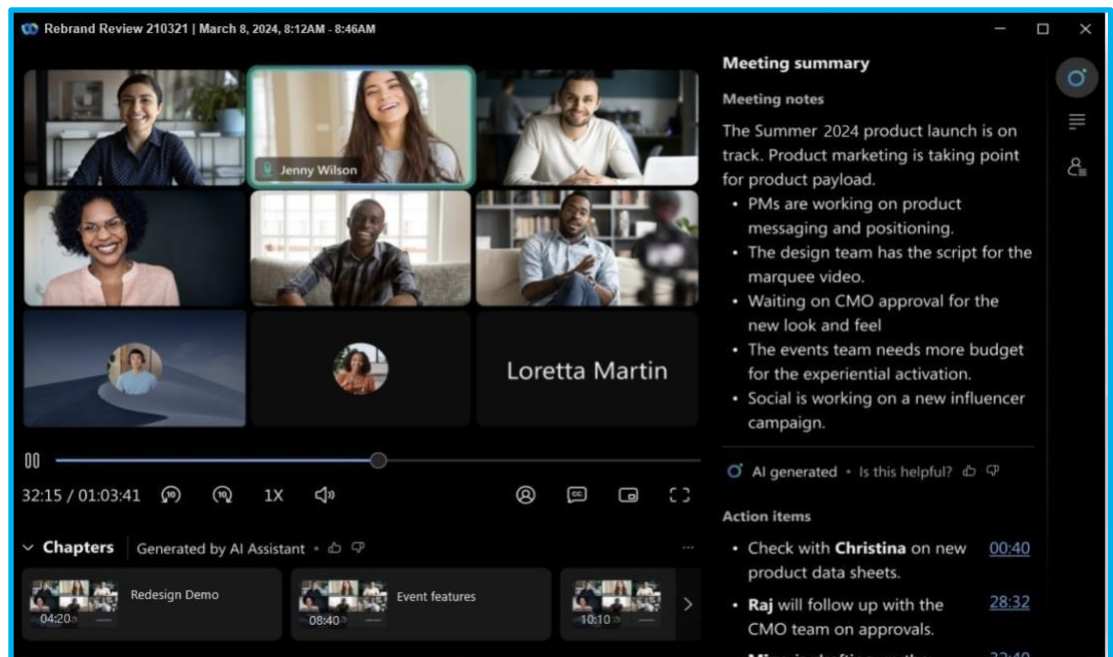 Rebrand Review 210321 | March 8, 2024, 8:12AM - 8:46AM
Jenny Wilson
Loretta Martin
32:15 / 01:03:41
10
10
1X
CC
Chapters
Generated by AI Assistant •
...
04:20
Redesign Demo
08:40
Event features
10:10
Meeting summary
Meeting notes
The Summer 2024 product launch is on
track. Product marketing is taking point
for product payload.
• PMs are working on product
messaging and positioning.
• The design team has the script for the
marquee video.
• Waiting on CMO approval for the
new look and feel
• The events team needs more budget
for the experiential activation.
• Social is working on a new influencer
campaign.
AI generated • Is this helpful?
Action items
• Check with Christina on new 00:40
product data sheets.
• Raj will follow up with the 28:32
CMO team on approvals.